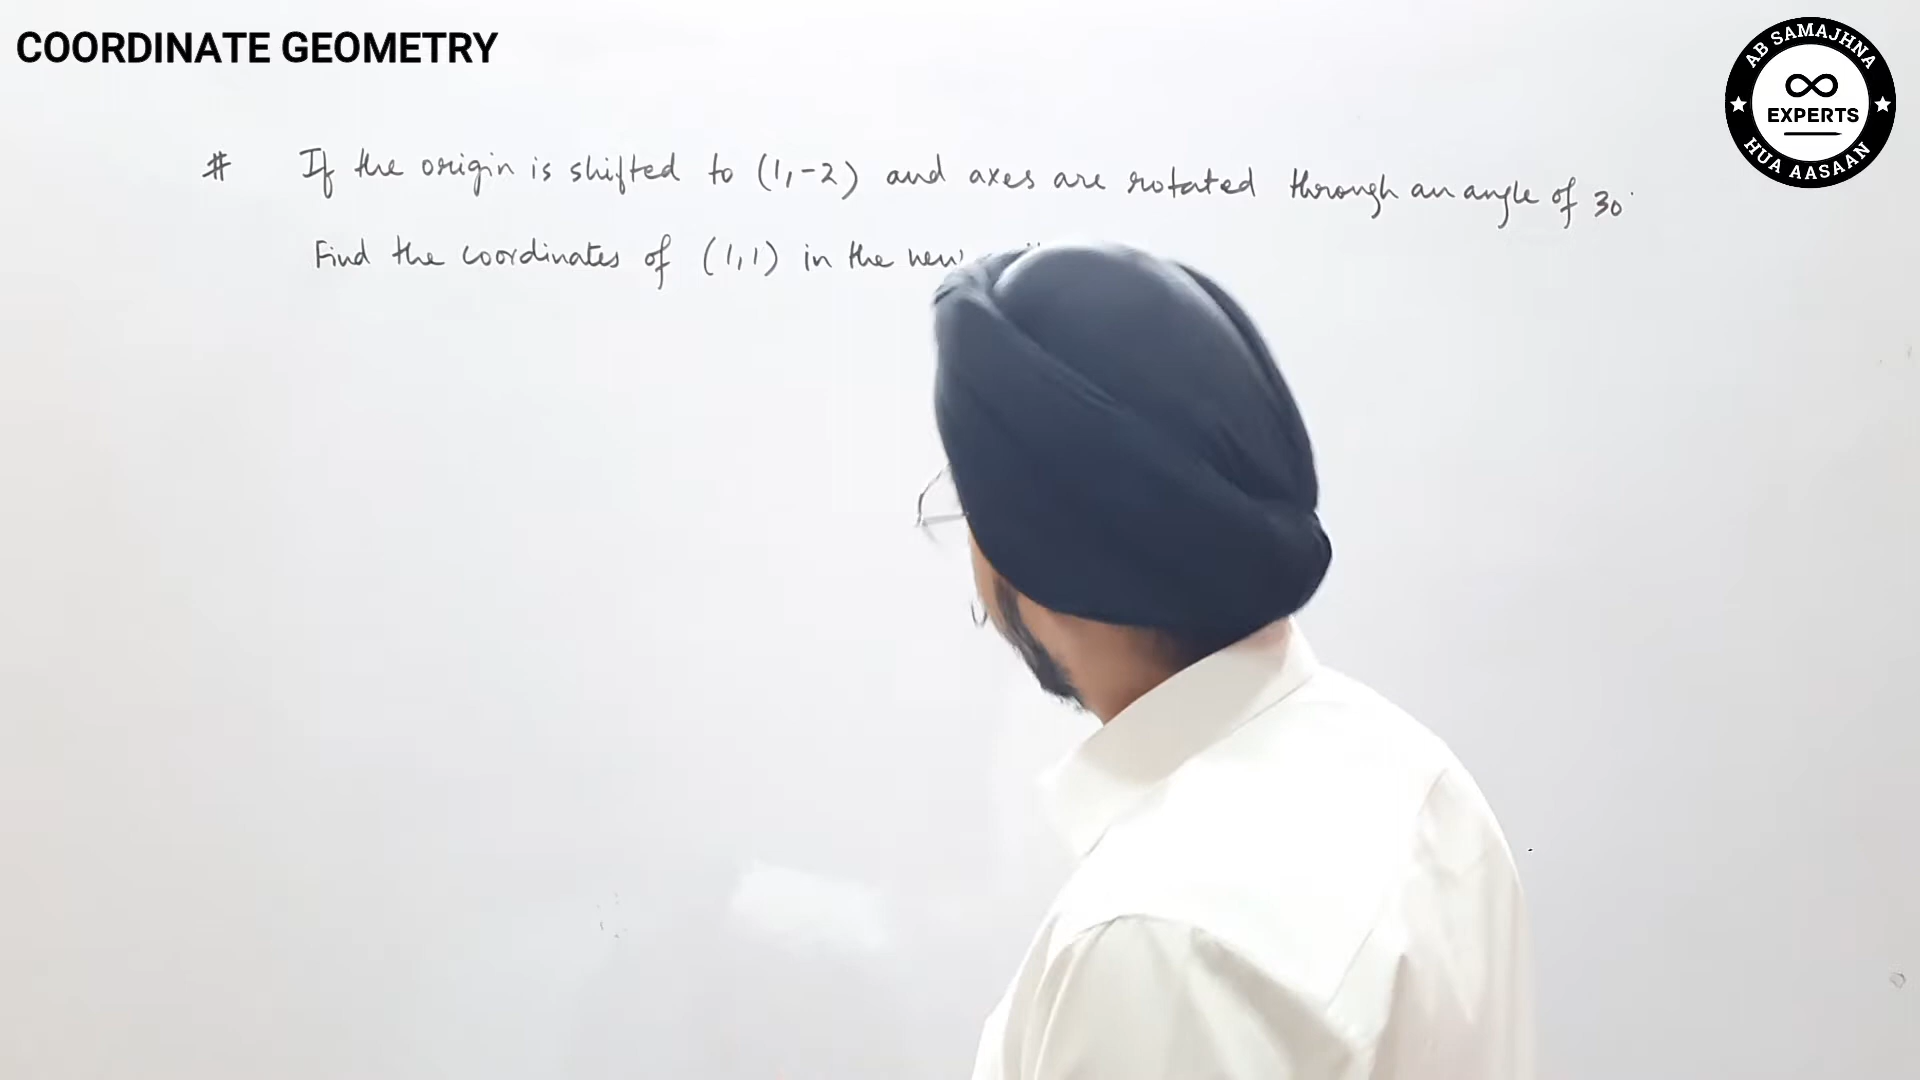 COORDINATE GEOMETRY
AB SAMAJHNA
EXPERTS
HUA AASAAN
# If the origin is shifted to (1,-2) and axes are rotated through an angle of 30°
Find the coordinates of (1,1) in the new